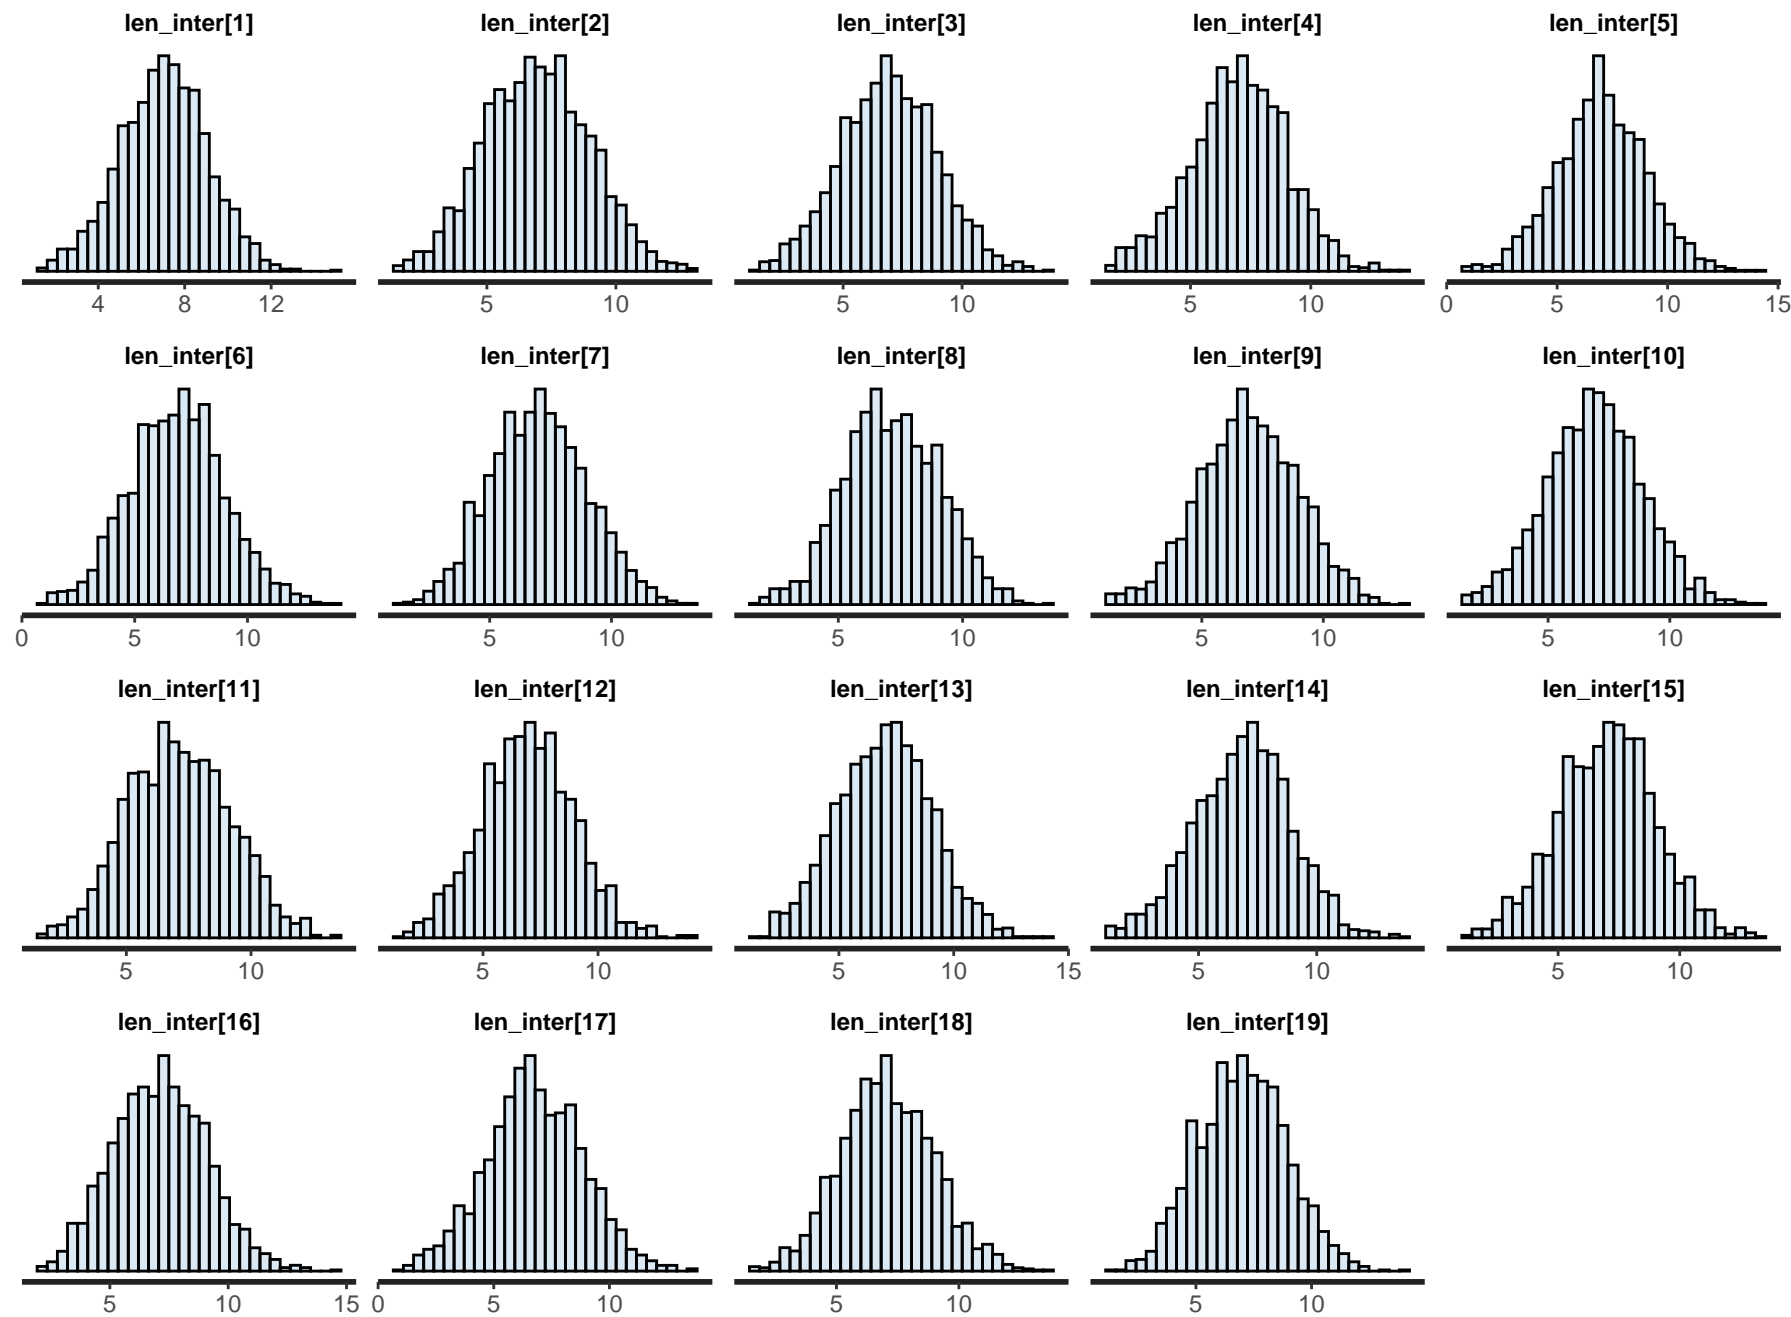 len_inter[1] len_inter[2] len_inter[3] len_inter[4] len_inter[5]
4 8 12 5 10 5 10 5 10 0 5 10 15
len_inter[6] len_inter[7] len_inter[8] len_inter[9] len_inter[10]
0 5 10 5 10 5 10 5 10 5 10
len_inter[11] len_inter[12] len_inter[13] len_inter[14] len_inter[15]
5 10 5 10 5 10 15 5 10 5 10
len_inter[16] len_inter[17] len_inter[18] len_inter[19]
5 10 15 0 5 10 5 10 5 10